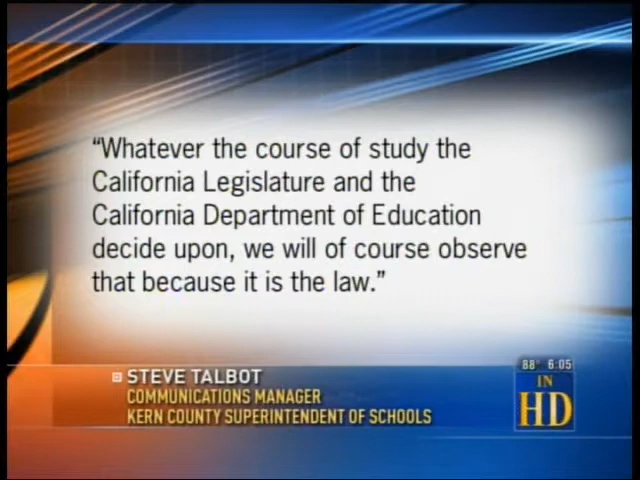 “Whatever the course of study the
California Legislature and the
California Department of Education
decide upon, we will of course observe
that because it is the law.”
STEVE TALBOT
COMMUNICATIONS MANAGER
KERN COUNTY SUPERINTENDENT OF SCHOOLS
88° 6:05
IN
HD